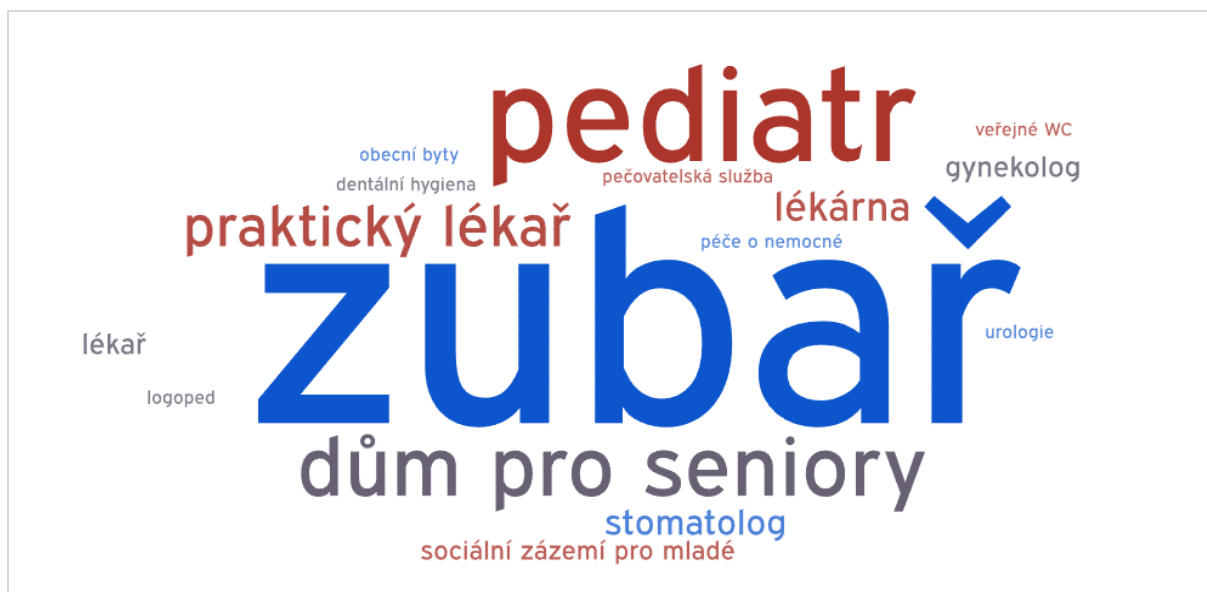 pediatr
veřejné WC
obecní byty
gynekolog
pečovatelská služba
dentální hygiena
lékárna
praktický lékař
péče o nemocné
zubař
urologie
lékař
logoped
dům pro seniory
stomatolog
sociální zázemí pro mladé